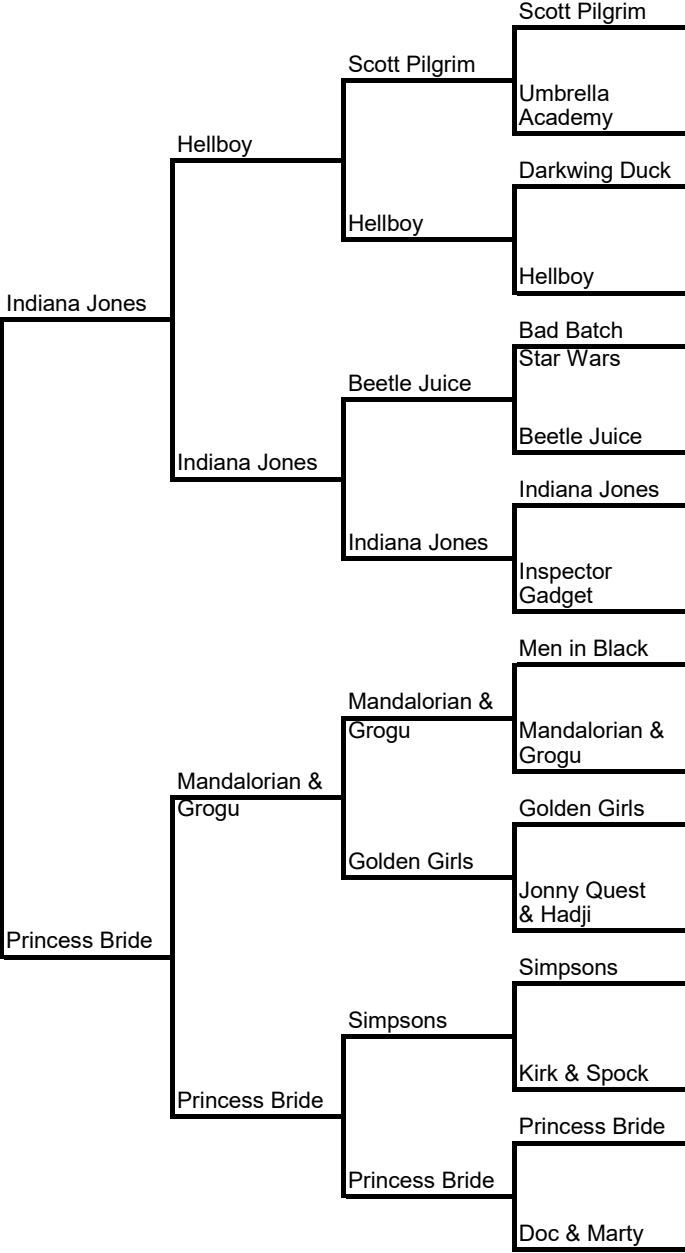 Scott Pilgrim
Scott Pilgrim
Umbrella
Academy
Hellboy
Darkwing Duck
Hellboy
Hellboy
Indiana Jones
Bad Batch
Star Wars
Beetle Juice
Beetle Juice
Indiana Jones
Indiana Jones
Indiana Jones
Inspector
Gadget
Men in Black
Mandalorian &
Grogu
Mandalorian &
Grogu
Mandalorian &
Grogu
Golden Girls
Golden Girls
Jonny Quest
& Hadji
Princess Bride
Simpsons
Simpsons
Kirk & Spock
Princess Bride
Princess Bride
Princess Bride
Doc & Marty